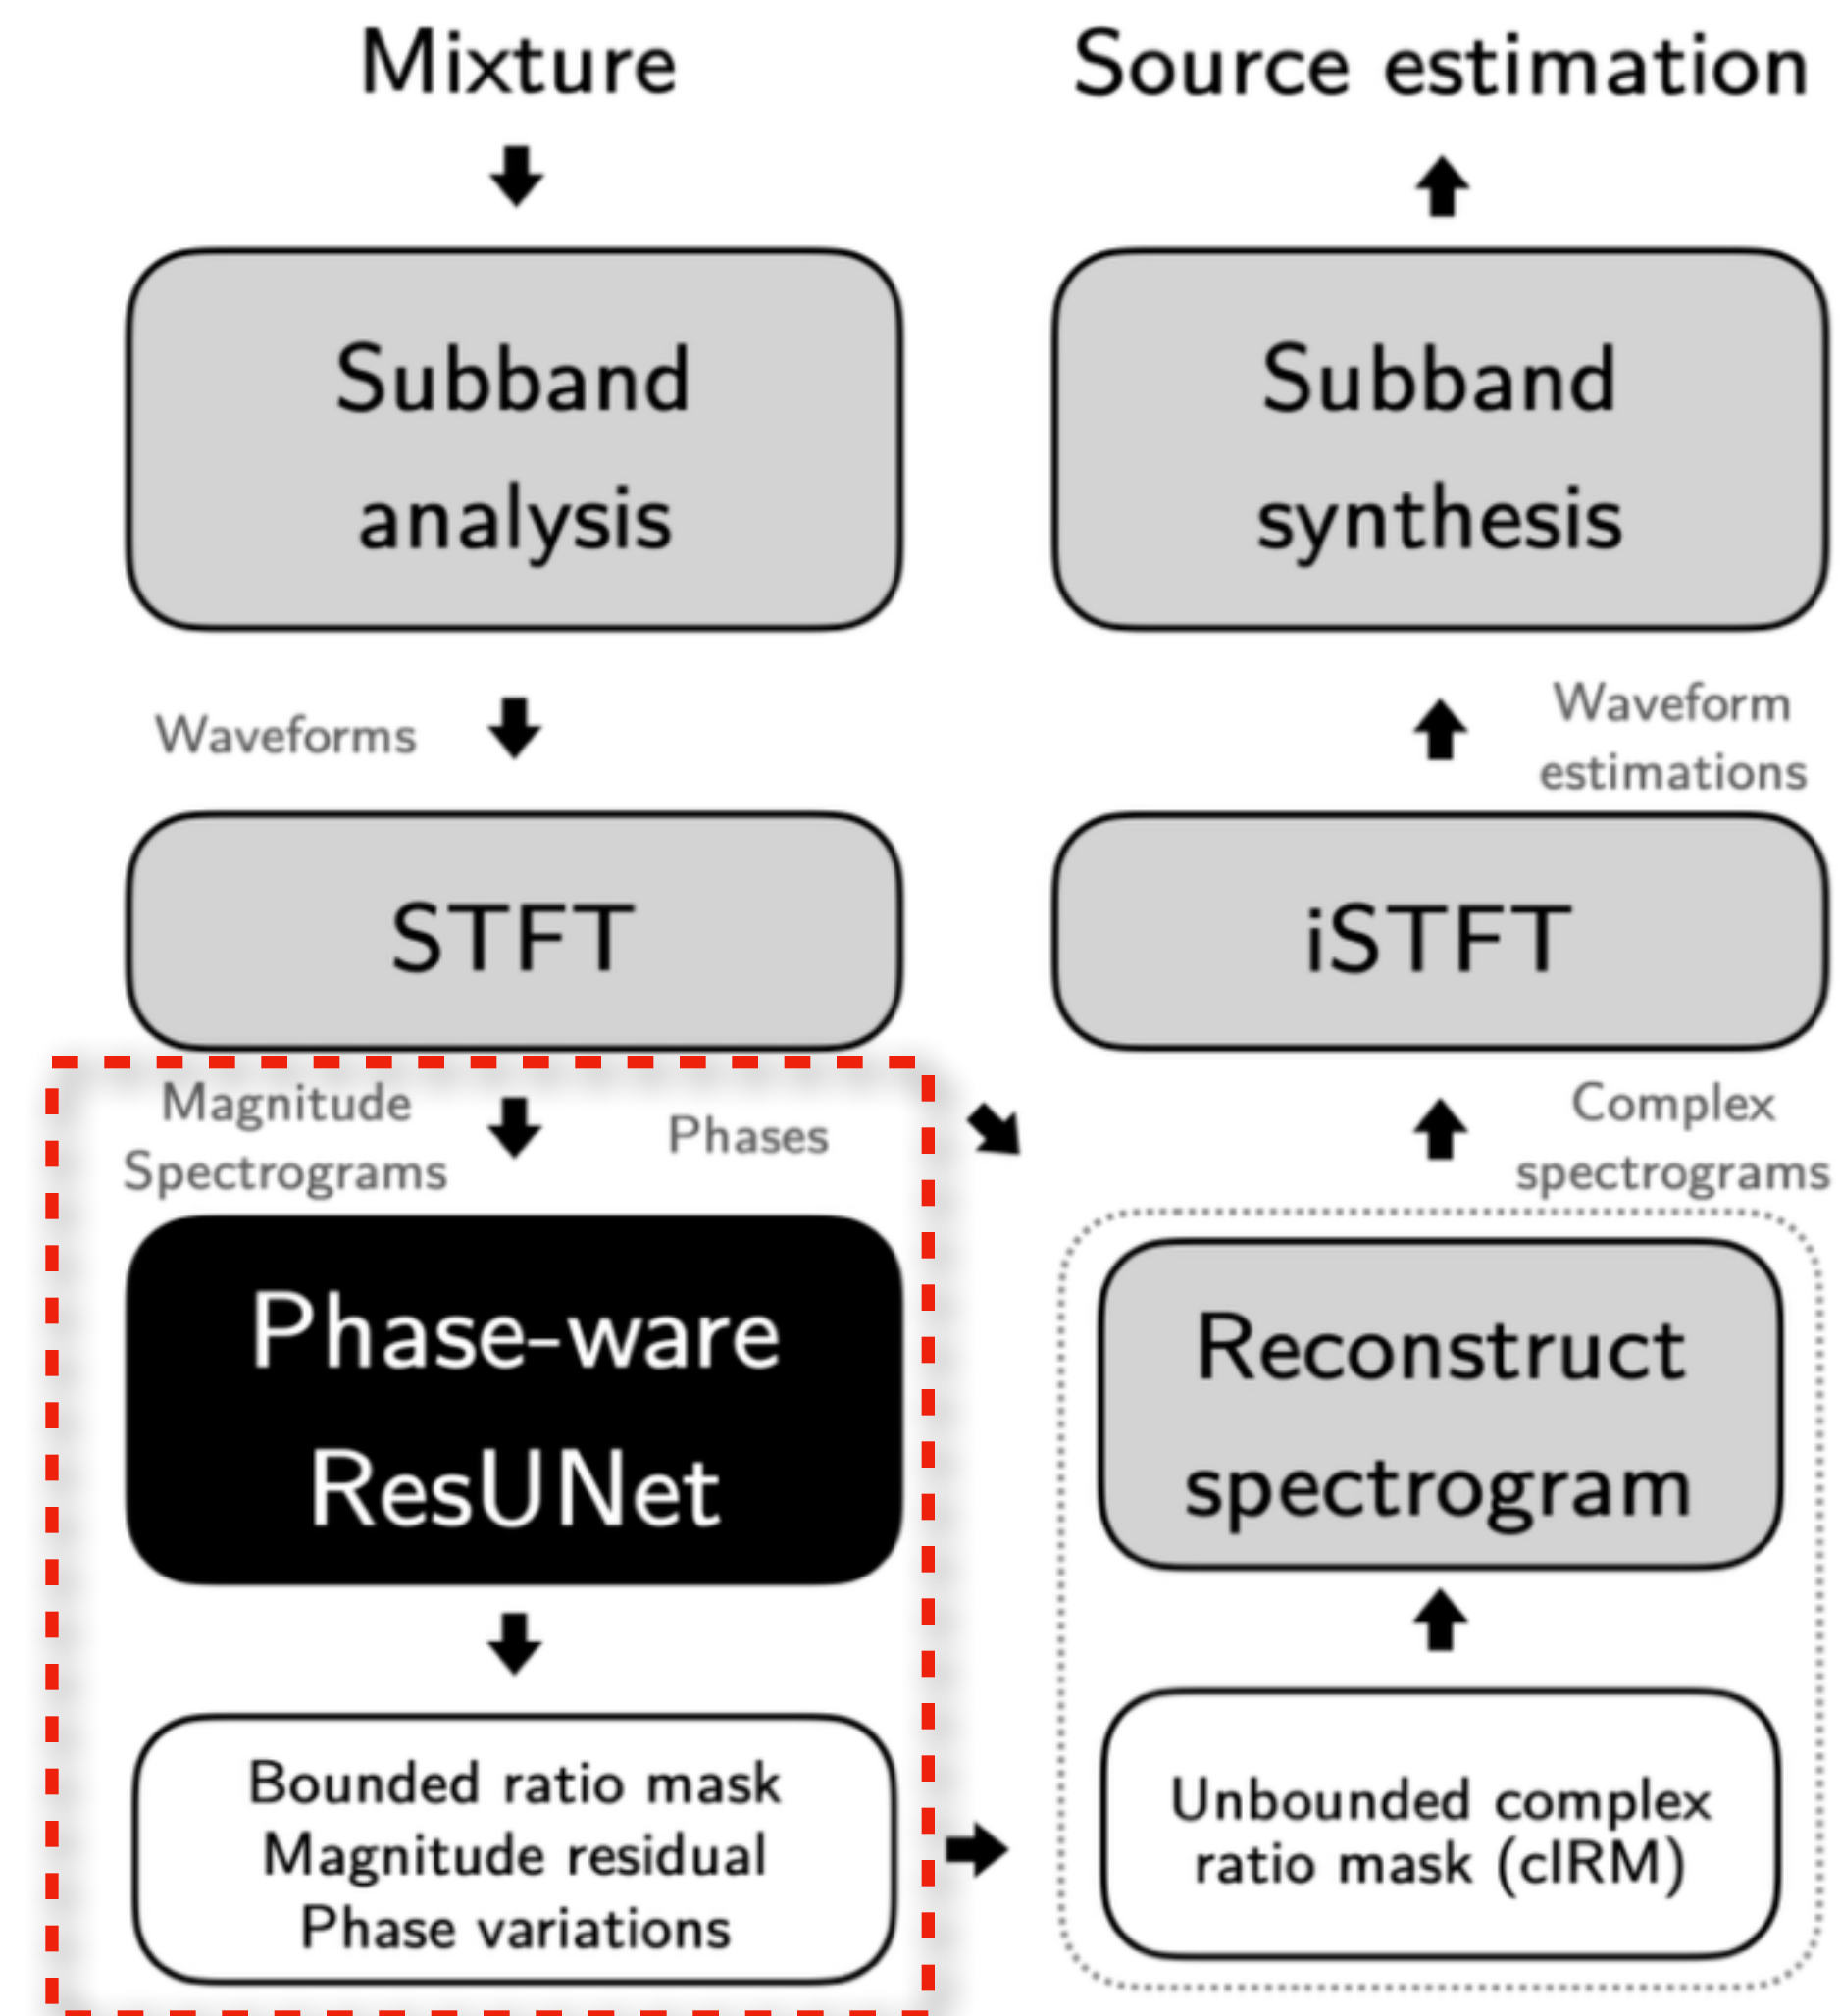 Mixture
Subband
analysis
Waveforms
STFT
Magnitude
Spectrograms
Phases
Phase-ware
ResUNet
Bounded ratio mask
Magnitude residual
Phase variations
Source estimation
Subband
synthesis
Waveform
estimations
iSTFT
Complex
spectrograms
Reconstruct
spectrogram
Unbounded complex
ratio mask (cIRM)